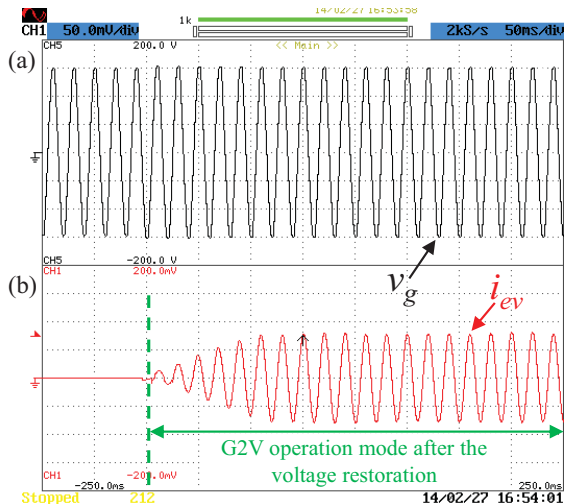 14/02/27 16:53:58
CH1 50.0mV/div 1k 2kS/s 50ms/div
CH5 200.0 V << Main >>
(a)
CH5 -200.0 V
vg
CH1 200.0mV
(b)
iev
G2V operation mode after the
voltage restoration
CH1 -200.0mV
-250.0ms 250.0ms
Stopped 212 14/02/27 16:54:01